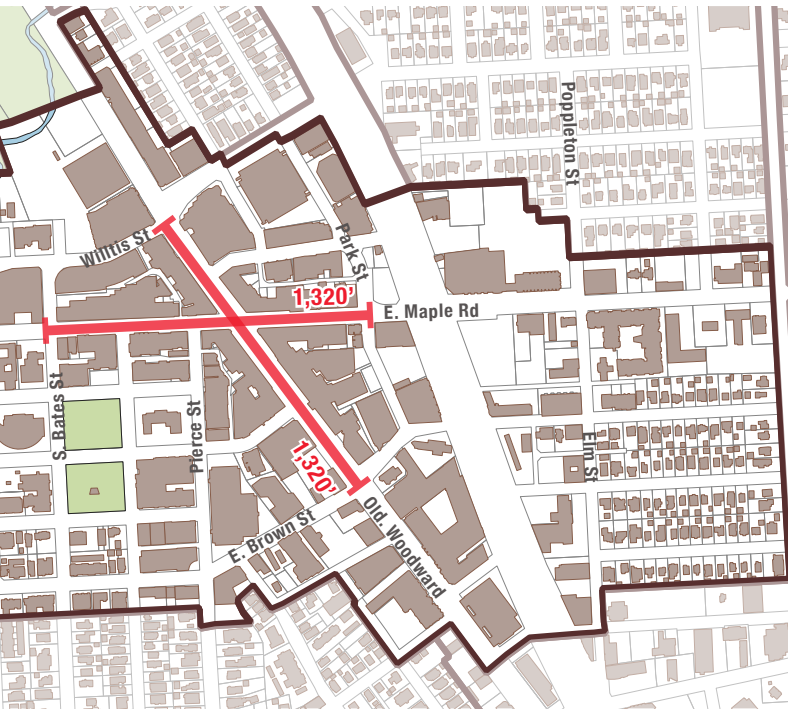 Poppleton St
Willtis St
Park St
1,320'
E. Maple Rd
S. Bates St
Pierce St
Elm St
1,320'
Old. Woodward
E. Brown St